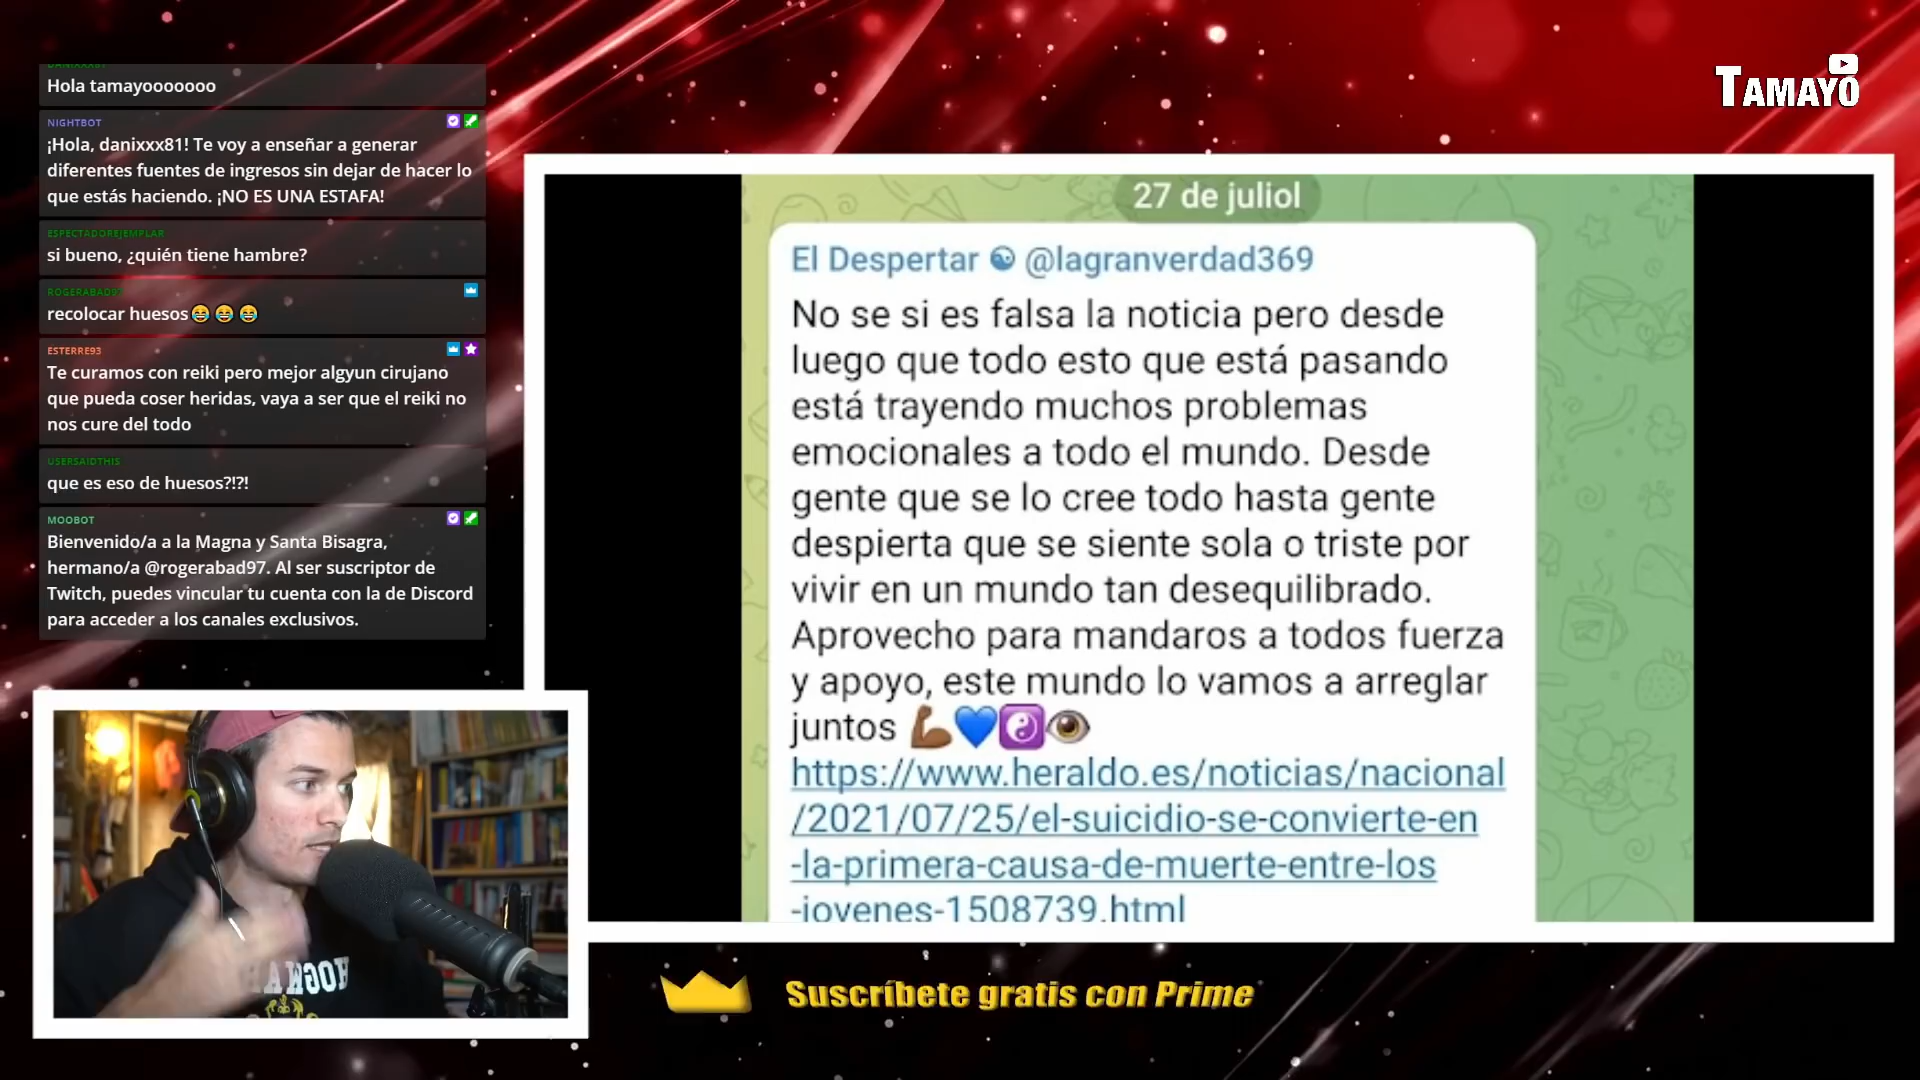 DANIXXX81
Hola tamayooooooo
NIGHTBOT
¡Hola, danixxx81! Te voy a enseñar a generar
diferentes fuentes de ingresos sin dejar de hacer lo
que estás haciendo. ¡NO ES UNA ESTAFA!
ESPECTADOREJEMPLAR
si bueno, ¿quién tiene hambre?
ROGERABAD97
recolocar huesos😂 😂 😂
ESTERRE93
Te curamos con reiki pero mejor algyun cirujano
que pueda coser heridas, vaya a ser que el reiki no
nos cure del todo
USERSAIDTHIS
que es eso de huesos?!?!
MOOBOT
Bienvenido/a a la Magna y Santa Bisagra,
hermano/a @rogerabad97. Al ser suscriptor de
Twitch, puedes vincular tu cuenta con la de Discord
para acceder a los canales exclusivos.
TAMAYO
27 de juliol
El Despertar ☯ @lagranverdad369
No se si es falsa la noticia pero desde
luego que todo esto que está pasando
está trayendo muchos problemas
emocionales a todo el mundo. Desde
gente que se lo cree todo hasta gente
despierta que se siente sola o triste por
vivir en un mundo tan desequilibrado.
Aprovecho para mandaros a todos fuerza
y apoyo, este mundo lo vamos a arreglar
juntos 💪🏾💙☯️👁️
https://www.heraldo.es/noticias/nacional
/2021/07/25/el-suicidio-se-convierte-en
-la-primera-causa-de-muerte-entre-los
-jovenes-1508739.html
Suscríbete gratis con Prime